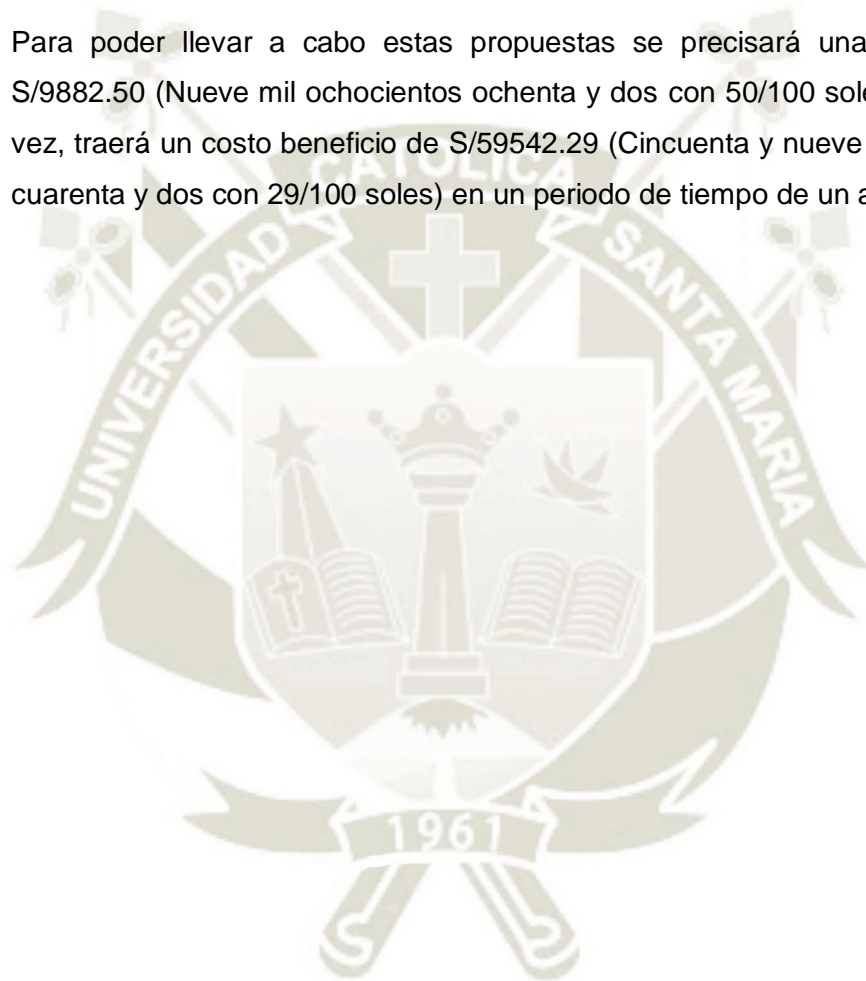 Para poder llevar a cabo estas propuestas se precisará una
S/9882.50 (Nueve mil ochocientos ochenta y dos con 50/100
vez, traerá un costo beneficio de S/59542.29 (Cincuenta y nueve
cuarenta y dos con 29/100 soles) en un periodo de tiempo de un
CATOLICA
UNIVERSIDAD
SANTA MARIA
1961